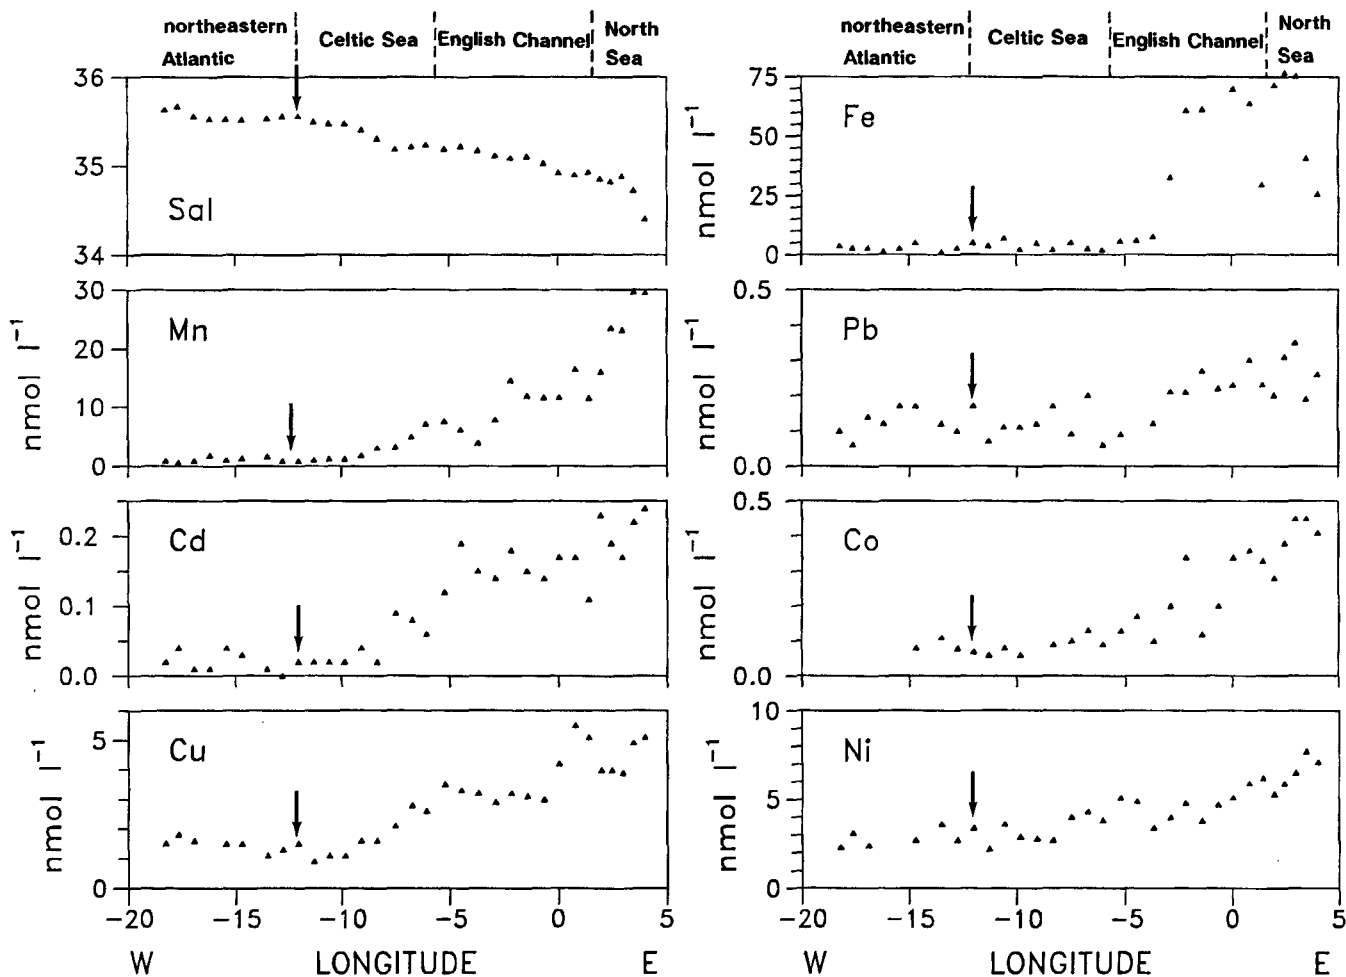 northeastern
Atlantic
Celtic Sea
English Channel
North
Sea
36
35
34
Sal
northeastern
Atlantic
Celtic Sea
English Channel
North
Sea
75
50
25
0
nmol l⁻¹
Fe
30
20
10
0
nmol l⁻¹
Mn
0.5
0.0
nmol l⁻¹
Pb
0.2
0.1
0.0
nmol l⁻¹
Cd
0.5
0.0
nmol l⁻¹
Co
5
0
nmol l⁻¹
Cu
-20 -15 -10 -5 0 5
W LONGITUDE E
10
5
0
nmol l⁻¹
Ni
-20 -15 -10 -5 0 5
W LONGITUDE E